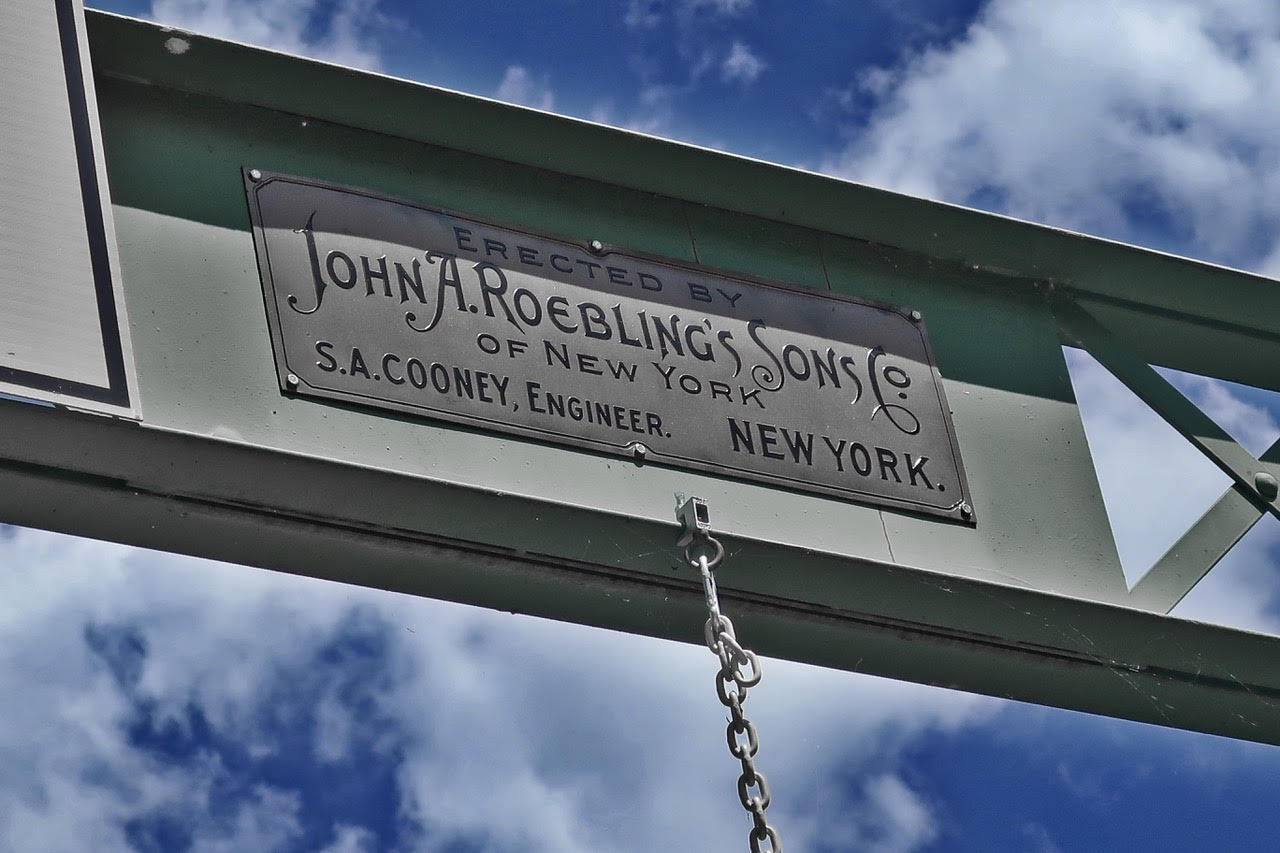 ERECTED BY
JOHN A. ROEBLING'S SONS CO
OF NEW YORK
S.A. COONEY, ENGINEER. NEW YORK.